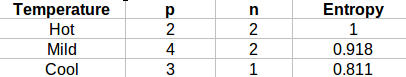 Temperature p n Entropy
Hot 2 2 1
Mild 4 2 0.918
Cool 3 1 0.811